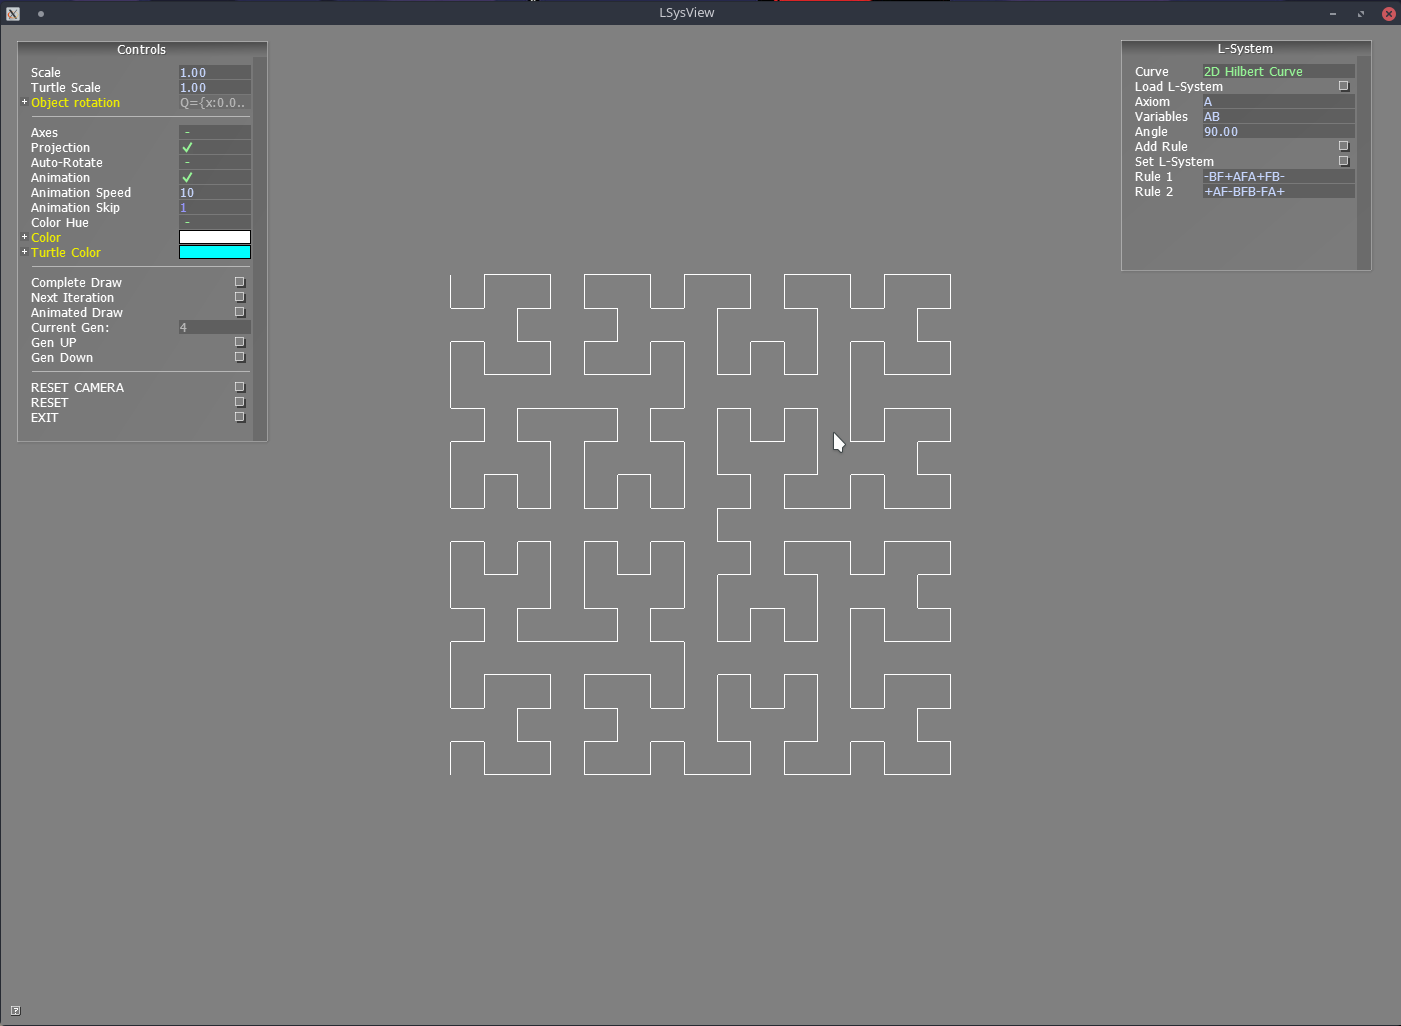 LSysView
Controls
Scale 1.00
Turtle Scale 1.00
+ Object rotation Q={x:0.0..
Axes -
Projection ✓
Auto-Rotate -
Animation ✓
Animation Speed 10
Animation Skip 1
Color Hue -
+ Color
+ Turtle Color
Complete Draw
Next Iteration
Animated Draw
Current Gen: 4
Gen UP
Gen Down
RESET CAMERA
RESET
EXIT
L-System
Curve 2D Hilbert Curve
Load L-System
Axiom A
Variables AB
Angle 90.00
Add Rule
Set L-System
Rule 1 -BF+AFA+FB-
Rule 2 +AF-BFB-FA+
?